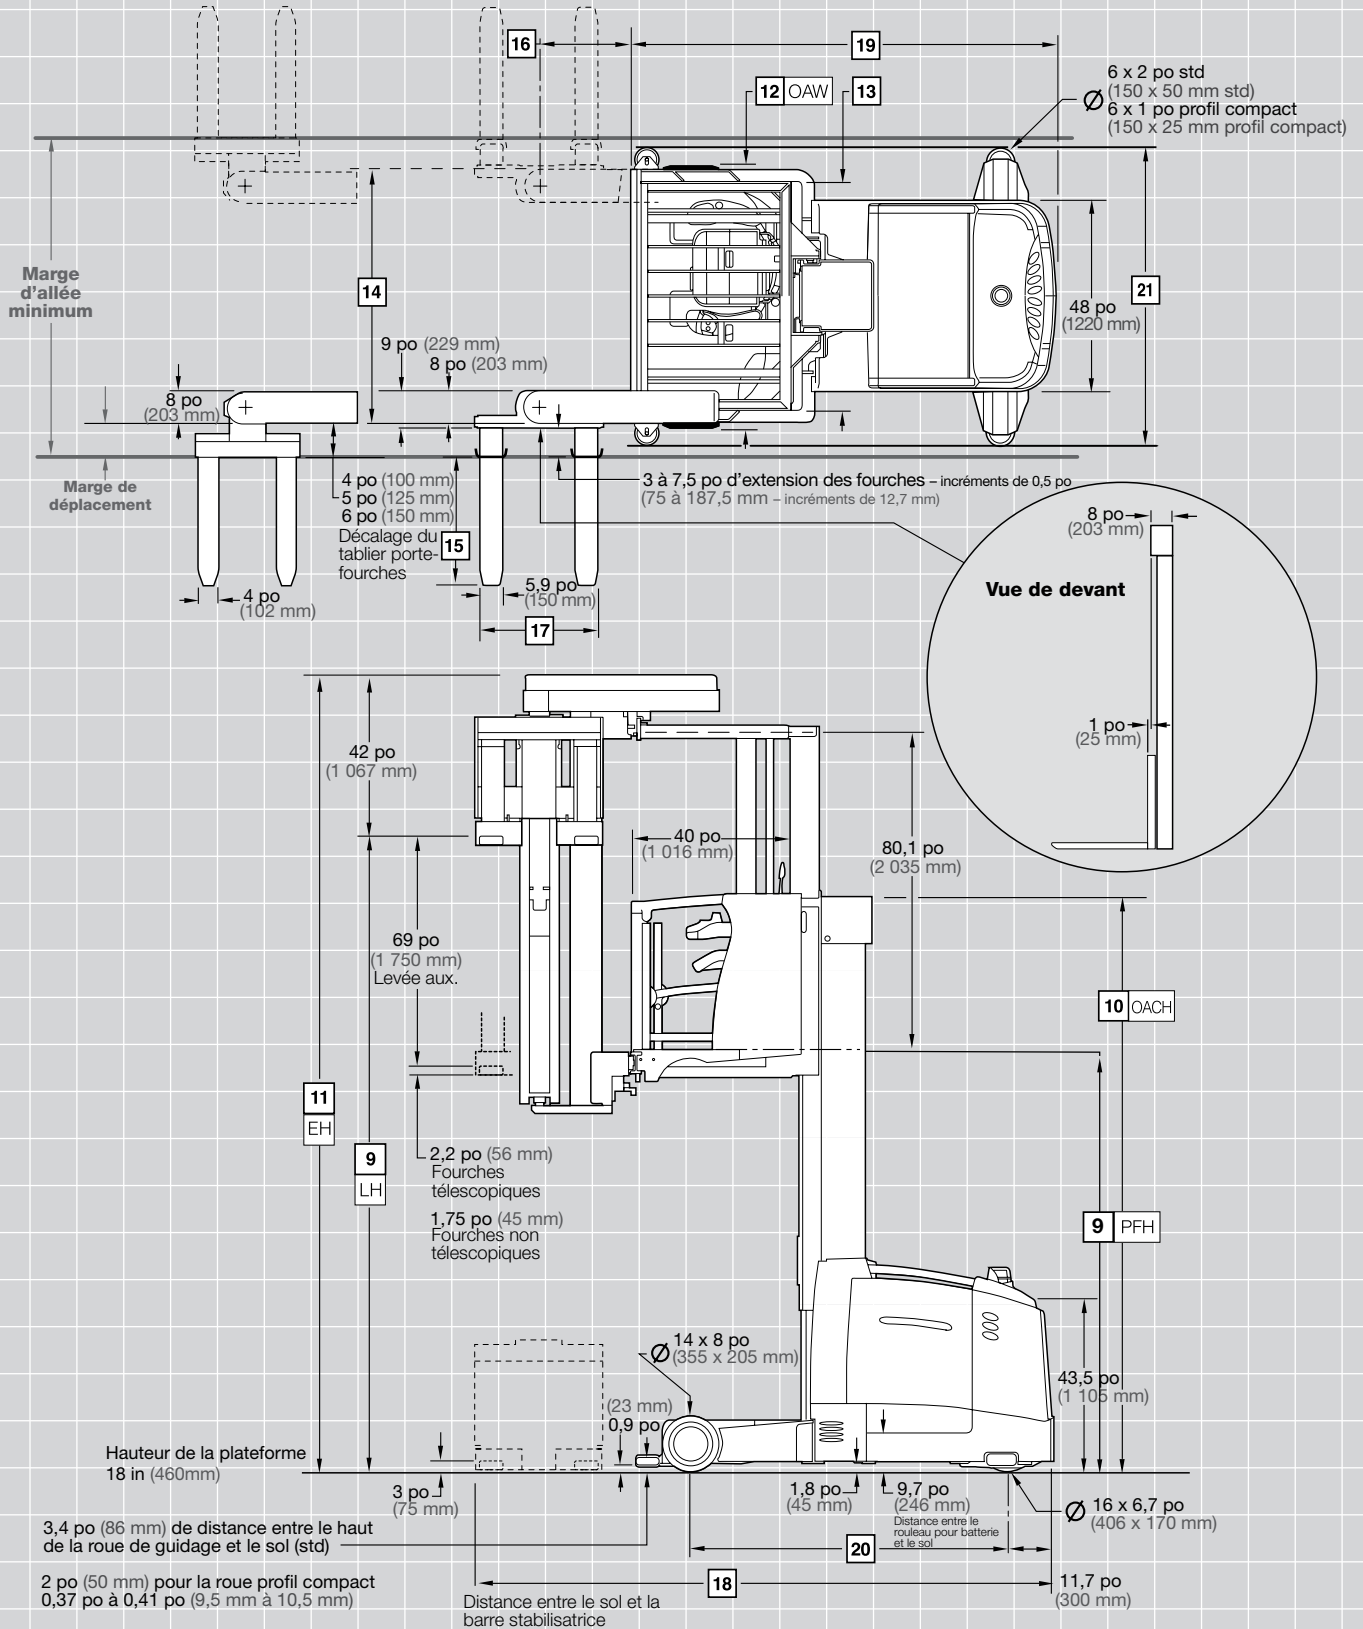 16
19
12 OAW
13
6 x 2 po std
(150 x 50 mm std)
6 x 1 po profil compact
(150 x 25 mm profil compact)
Marge
d'allée
minimum
14
48 po
(1220 mm)
21
9 po (229 mm)
8 po (203 mm)
8 po
(203 mm)
Marge de
déplacement
4 po (100 mm)
5 po (125 mm)
6 po (150 mm)
Décalage du
tablier porte-
fourches
15
3 à 7,5 po d'extension des fourches – incréments de 0,5 po
(75 à 187,5 mm – incréments de 12,7 mm)
8 po
(203 mm)
Vue de devant
1 po
(25 mm)
4 po
(102 mm)
5,9 po
(150 mm)
17
42 po
(1 067 mm)
40 po
(1 016 mm)
80,1 po
(2 035 mm)
69 po
(1 750 mm)
Levée aux.
10 OACH
11
EH
9
LH
2,2 po (56 mm)
Fourches
télescopiques
1,75 po (45 mm)
Fourches non
télescopiques
9 PFH
14 x 8 po
(355 x 205 mm)
43,5 po
(1 105 mm)
(23 mm)
0,9 po
Hauteur de la plateforme
18 in (460mm)
3 po
(75 mm)
1,8 po
(45 mm)
9,7 po
(246 mm)
Distance entre le
rouleau pour batterie
et le sol
16 x 6,7 po
(406 x 170 mm)
3,4 po (86 mm) de distance entre le haut
de la roue de guidage et le sol (std)
20
2 po (50 mm) pour la roue profil compact
0,37 po à 0,41 po (9,5 mm à 10,5 mm)
18
11,7 po
(300 mm)
Distance entre le sol et la
barre stabilisatrice